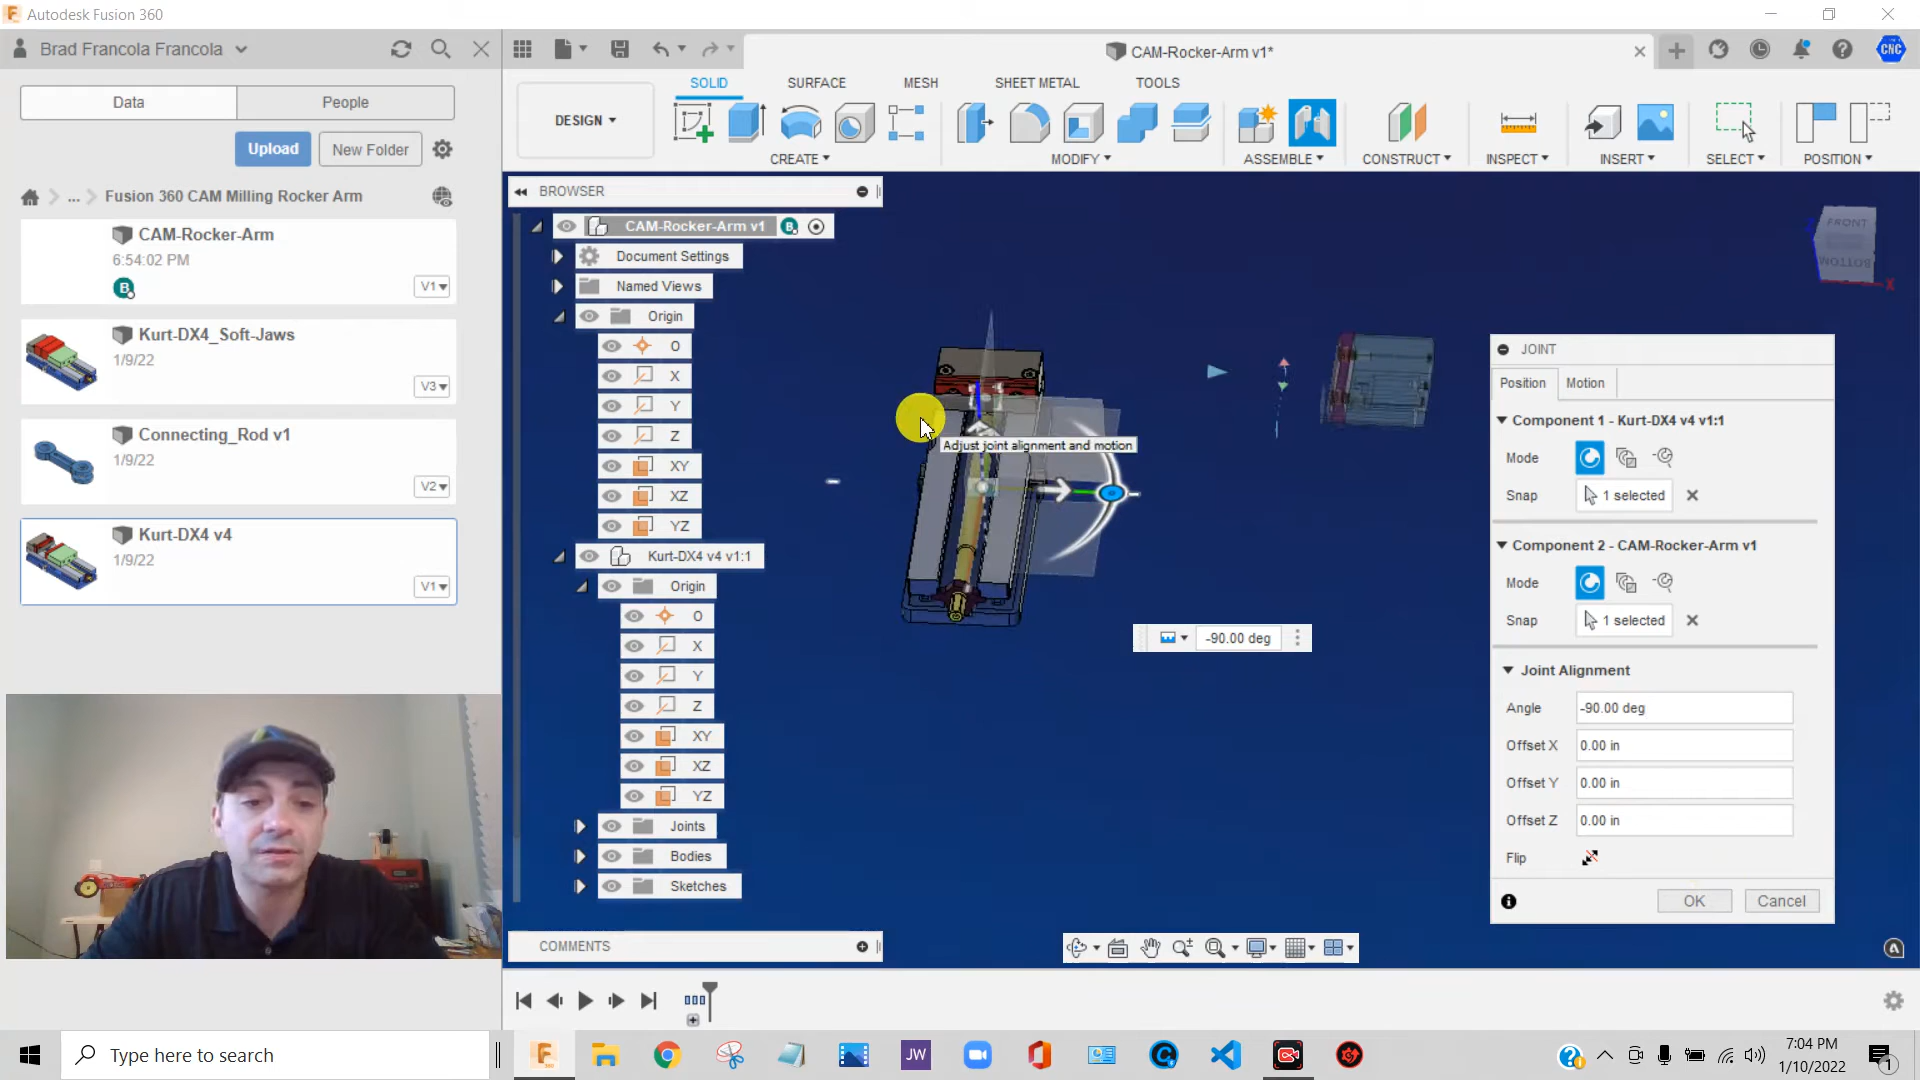 Autodesk Fusion 360
Brad Francola Francola
CAM-Rocker-Arm v1*
CNC
Data
People
SOLID
SURFACE
MESH
SHEET METAL
TOOLS
DESIGN
Upload
New Folder
CREATE
MODIFY
ASSEMBLE
CONSTRUCT
INSPECT
INSERT
SELECT
POSITION
... Fusion 360 CAM Milling Rocker Arm
BROWSER
CAM-Rocker-Arm
6:54:02 PM
B
V1
Kurt-DX4_Soft-Jaws
1/9/22
V3
Connecting_Rod v1
1/9/22
V2
Kurt-DX4 v4
1/9/22
V1
CAM-Rocker-Arm v1
B
Document Settings
Named Views
Origin
O
X
Y
Z
XY
XZ
YZ
Kurt-DX4 v4 v1:1
Origin
O
X
Y
Z
XY
XZ
YZ
Joints
Bodies
Sketches
COMMENTS
FRONT
BOTTOM
X
Adjust joint alignment and motion
-90.00 deg
JOINT
Position
Motion
Component 1 - Kurt-DX4 v4 v1:1
Mode
Snap
1 selected
Component 2 - CAM-Rocker-Arm v1
Mode
Snap
1 selected
Joint Alignment
Angle
-90.00 deg
Offset X
0.00 in
Offset Y
0.00 in
Offset Z
0.00 in
Flip
OK
Cancel
Type here to search
JW
7:04 PM
1/10/2022
1